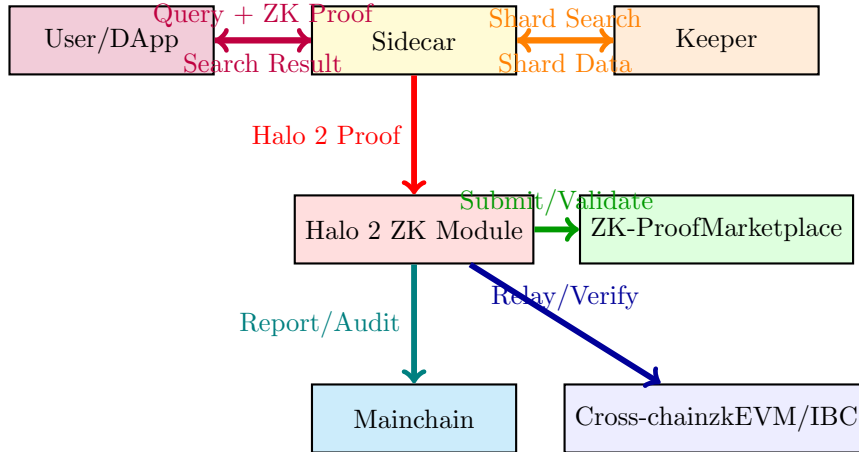 Query + ZK Proof
Shard Search
User/DApp
Sidecar
Keeper
Search Result
Shard Data
Halo 2 Proof
Submit/Validate
Halo 2 ZK Module
ZK-ProofMarketplace
Relay/Verify
Report/Audit
Mainchain
Cross-chainzkEVM/IBC